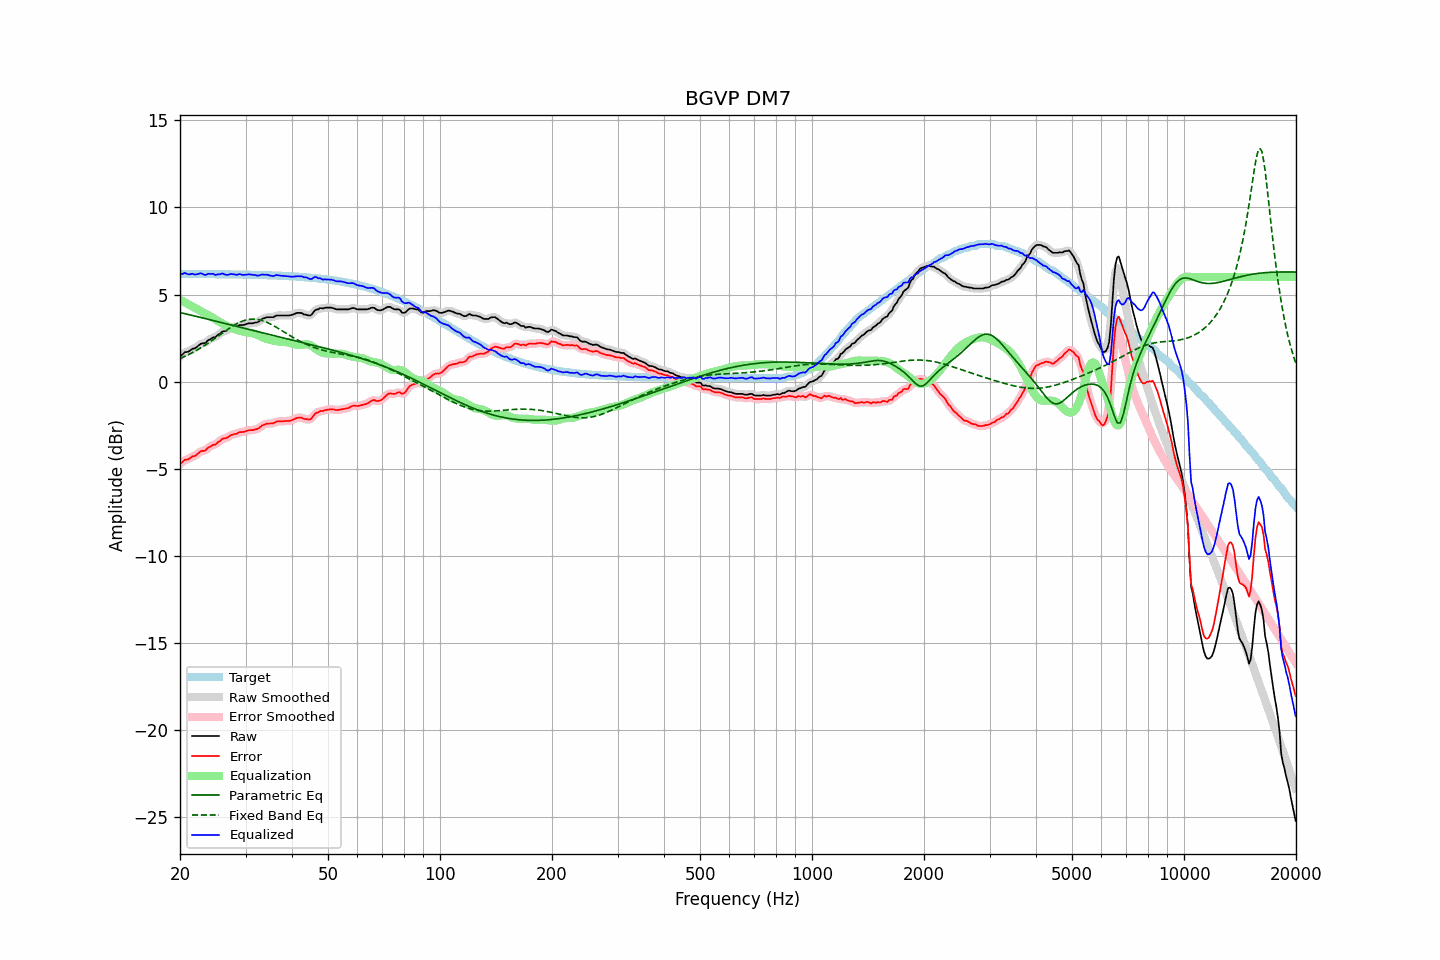 BGVP DM7
15
10
5
0
−5
−10
−15
−20
−25
Amplitude (dBr)
Target
Raw Smoothed
Error Smoothed
Raw
Error
Equalization
Parametric Eq
Fixed Band Eq
Equalized
20 50 100 200 500 1000 2000 5000 10000 20000
Frequency (Hz)